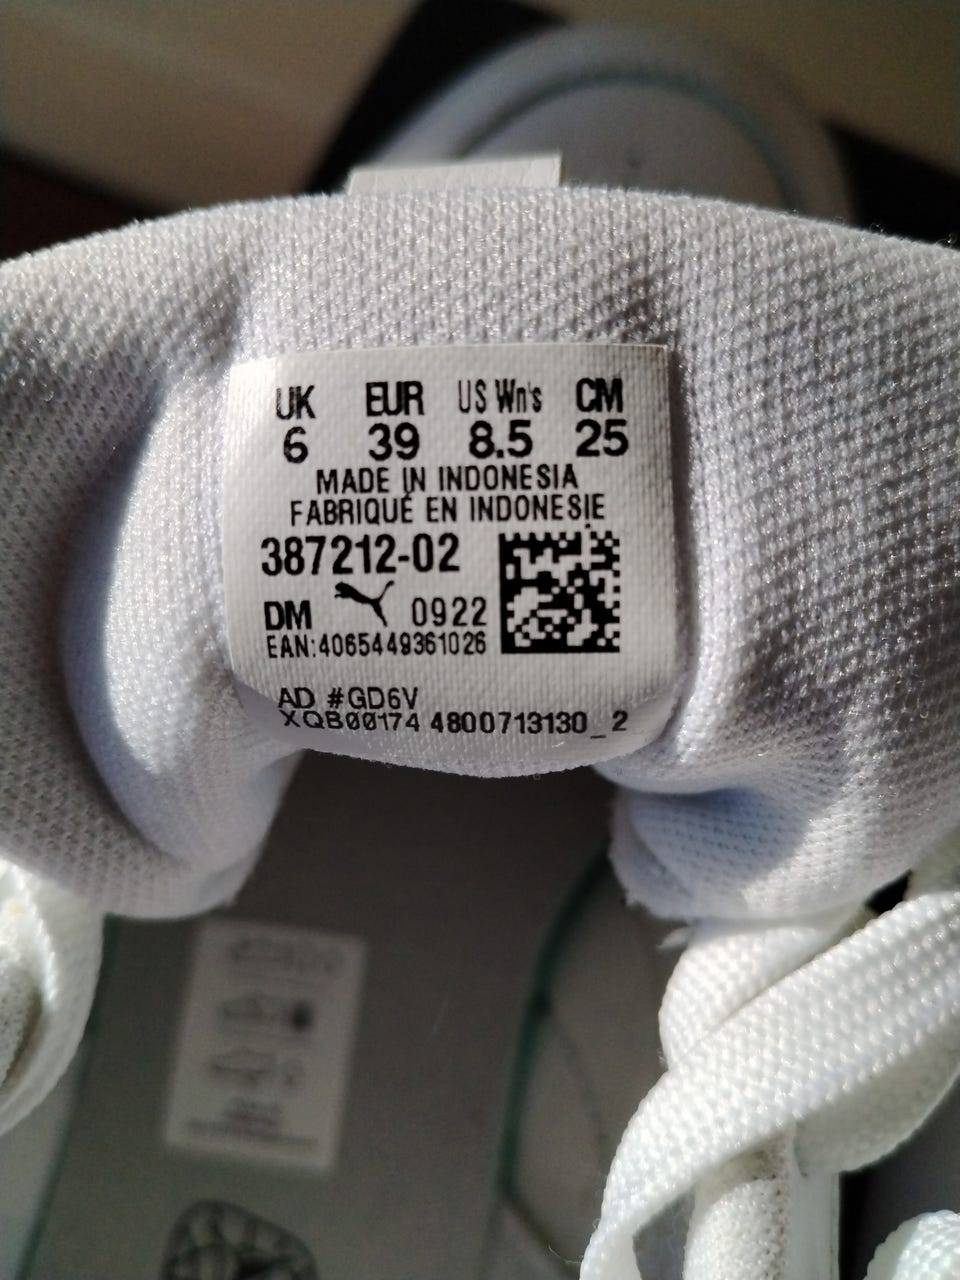 UK EUR US Wn's CM
6 39 8.5 25
MADE IN INDONESIA
FABRIQUÉ EN INDONESIE
387212-02
DM 0922
EAN:4065449361026
AD #GD6V
XQB00174 4800713130_2